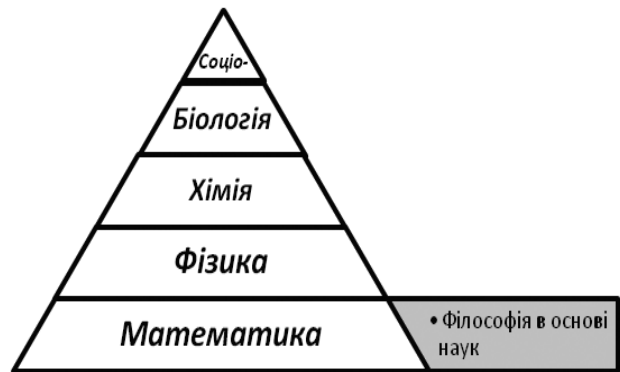 Соціо-
Біологія
Хімія
Фізика
Математика
• Філософія в основі
наук